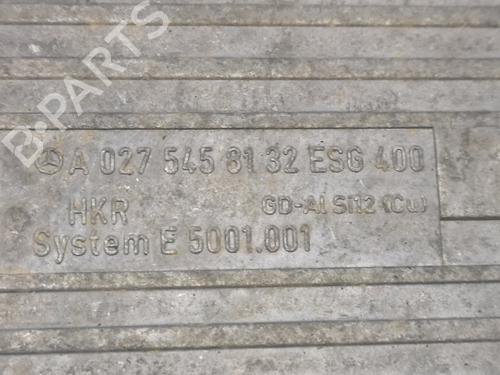 B-PARTS
A 027 545 81 32 ESG 400
HKR GD-Al Si12 (Cu)
System E 5001.001